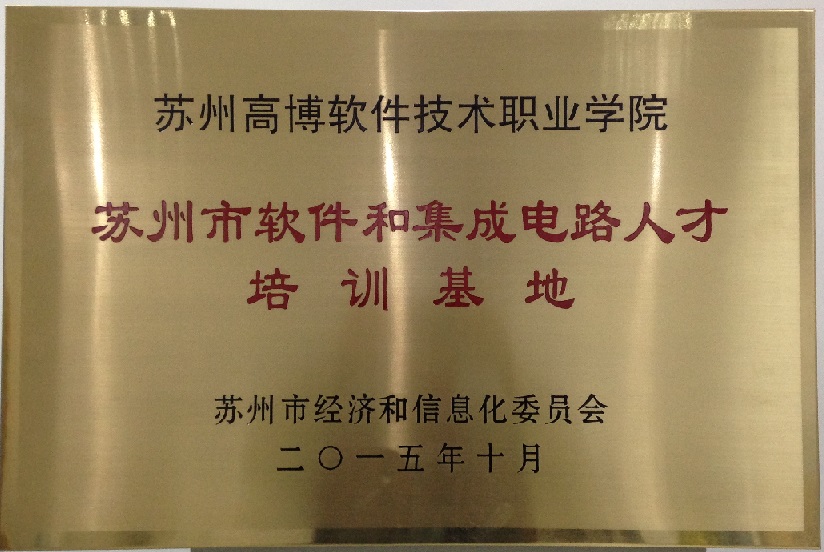 苏州高博软件技术职业学院
苏州市软件和集成电路人才
培训基地
苏州市经济和信息化委员会
二〇一五年十月